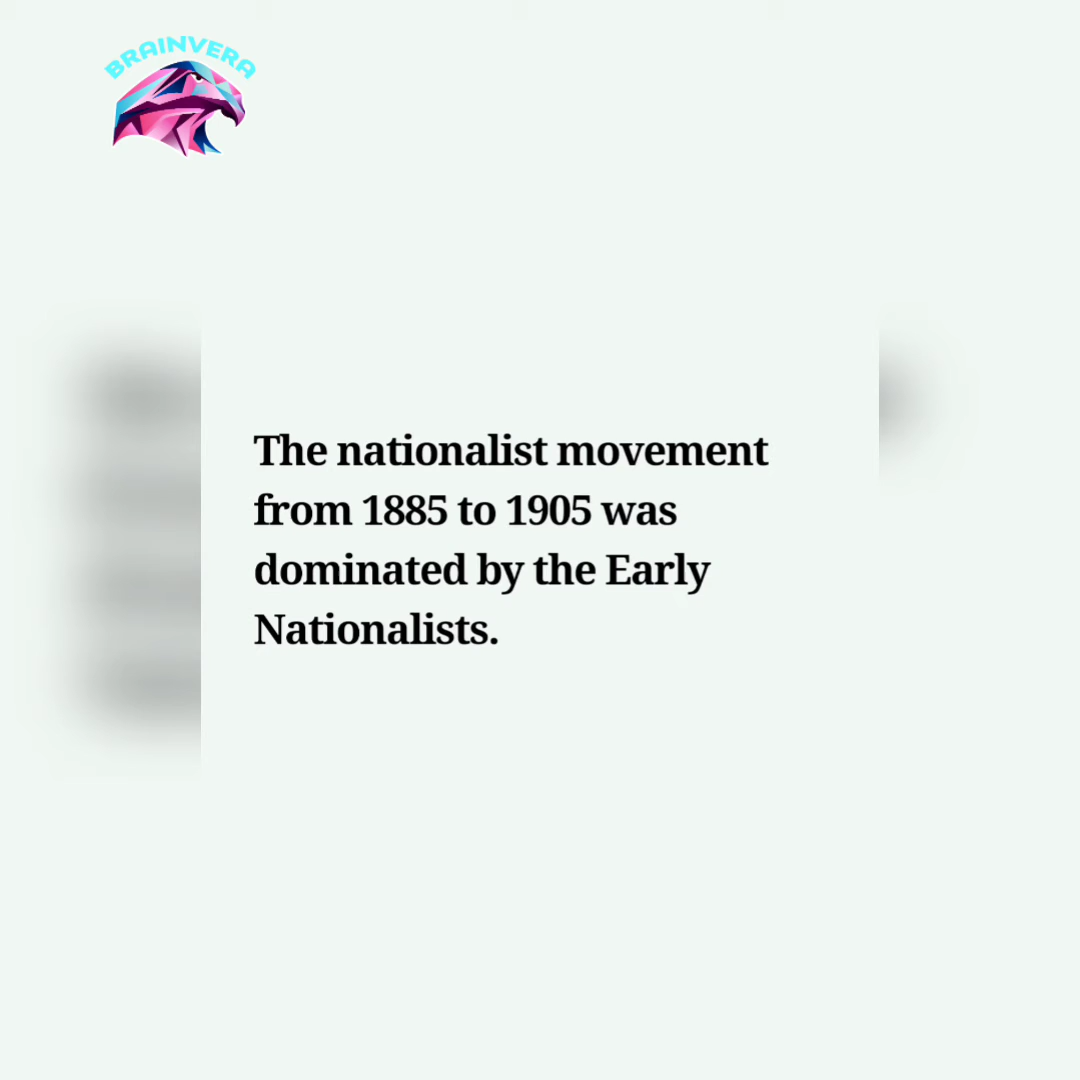 BRAINVERA
The nationalist movement
from 1885 to 1905 was
dominated by the Early
Nationalists.